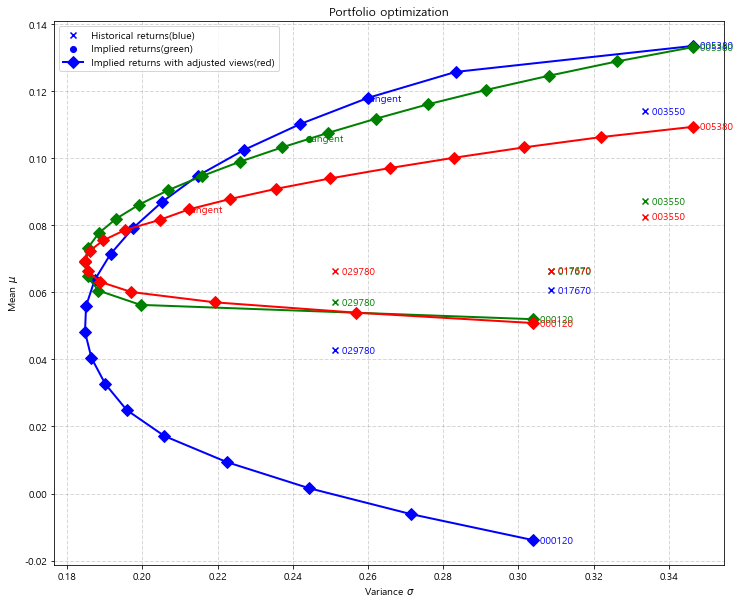 Portfolio optimization
Historical returns(blue)
Implied returns(green)
Implied returns with adjusted views(red)
0.14
0.12
0.10
0.08
0.06
0.04
0.02
0.00
-0.02
Mean μ
005380
005380
tangent
003550
tangent
005380
003550
tangent
003550
029780
017670
017670
029780
017670
000120
000120
029780
000120
0.18 0.20 0.22 0.24 0.26 0.28 0.30 0.32 0.34
Variance σ